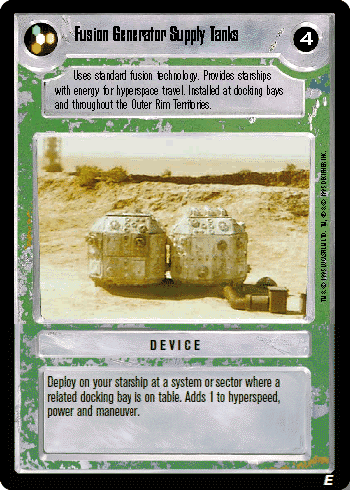 Fusion Generator Supply Tanks
4
Uses standard fusion technology. Provides starships
with energy for hyperspace travel. Installed at docking bays
and throughout the Outer Rim Territories.
DEVICE
Deploy on your starship at a system or sector where a
related docking bay is on table. Adds 1 to hyperspeed,
power and maneuver.
E